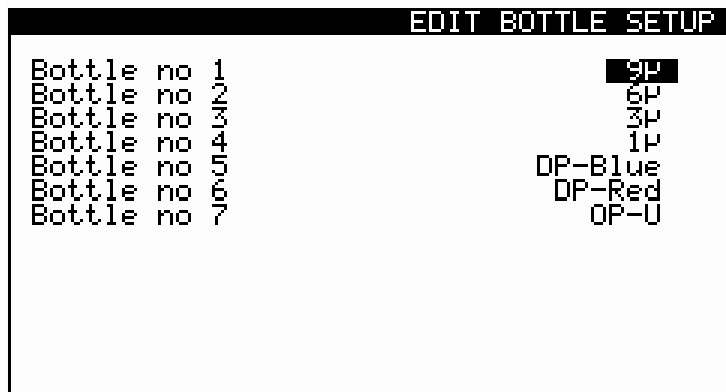 EDIT BOTTLE SETUP
Bottle no 1 9µ
Bottle no 2 6µ
Bottle no 3 3µ
Bottle no 4 1µ
Bottle no 5 DP-Blue
Bottle no 6 DP-Red
Bottle no 7 OP-U